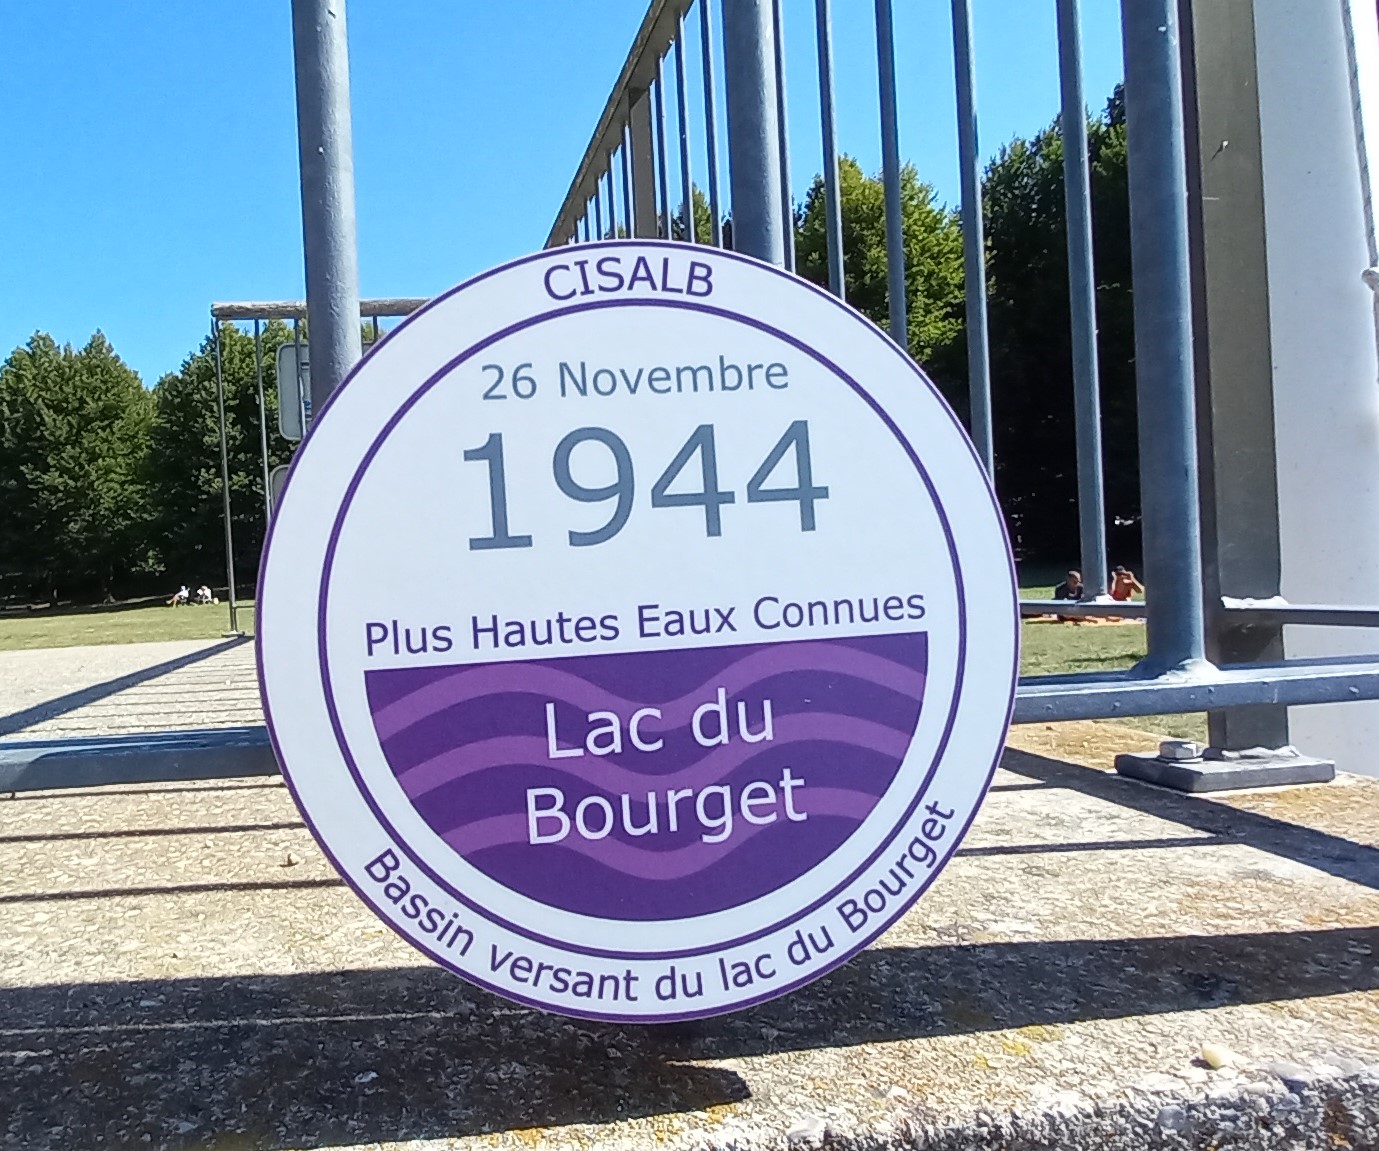 CISALB
26 Novembre
1944
Plus Hautes Eaux Connues
Lac du
Bourget
Bassin versant du lac du Bourget